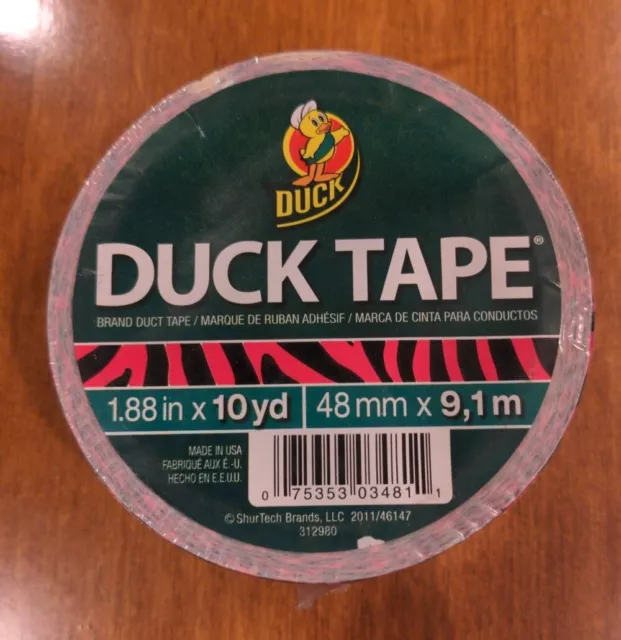 DUCK
DUCK TAPE®
BRAND DUCT TAPE / MARQUE DE RUBAN ADHÉSIF / MARCA DE CINTA PARA CONDUCTOS
1.88 in x 10 yd | 48 mm x 9,1 m
MADE IN USA
FABRIQUÉ AUX É.-U.
HECHO EN E.E.U.U.
0 75353 03481 1
©ShurTech Brands, LLC 2011/46147
312980